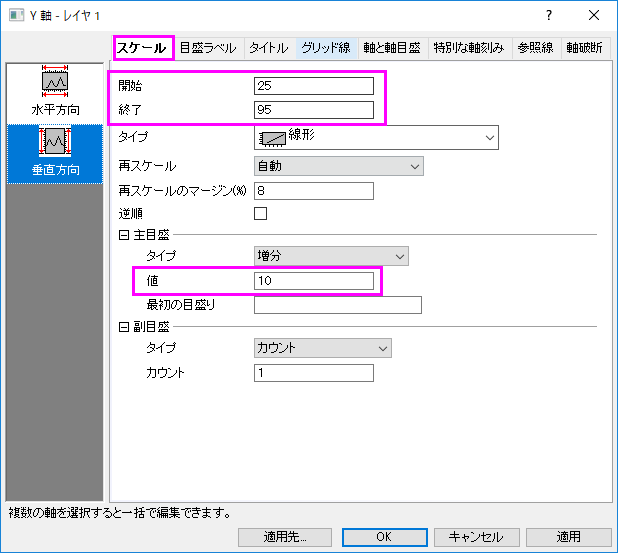 Y 軸 - レイヤ 1
?
スケール 目盛ラベル タイトル グリッド線 軸と軸目盛 特別な軸刻み 参照線 軸破断
水平方向
垂直方向
開始 25
終了 95
タイプ 線形
再スケール 自動
再スケールのマージン(%) 8
逆順
主目盛
タイプ 増分
値 10
最初の目盛り
副目盛
タイプ カウント
カウント 1
複数の軸を選択すると一括で編集できます。
適用先... OK キャンセル 適用